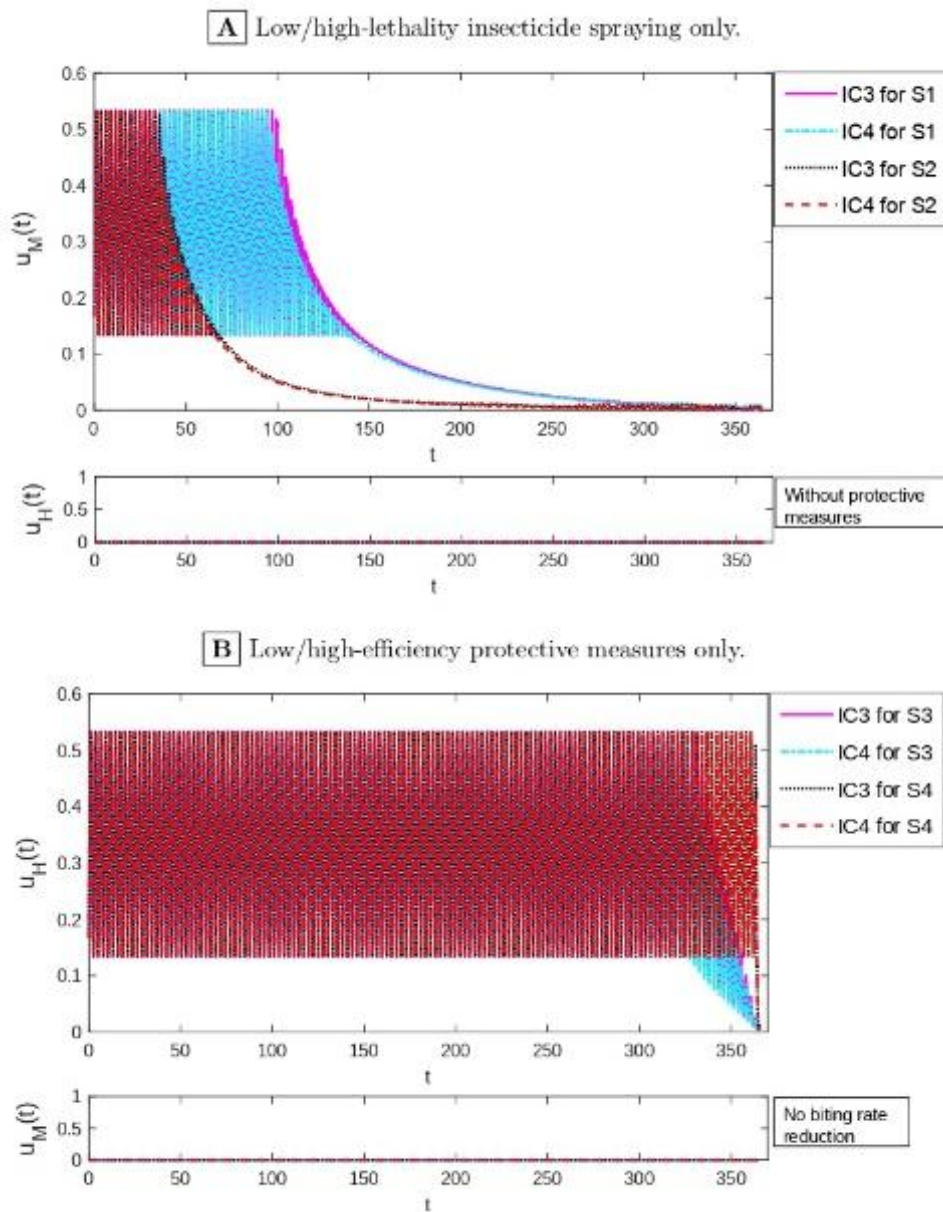 A Low/high-lethality insecticide spraying only.
0.6
0.5
0.4
0.3
0.2
0.1
0
u_M(t)
0 50 100 150 200 250 300 350
t
IC3 for S1
IC4 for S1
IC3 for S2
IC4 for S2
1
0.5
0
u_H(t)
0 50 100 150 200 250 300 350
t
Without protective
measures
B Low/high-efficiency protective measures only.
0.6
0.5
0.4
0.3
0.2
0.1
0
u_H(t)
0 50 100 150 200 250 300 350
t
IC3 for S3
IC4 for S3
IC3 for S4
IC4 for S4
1
0.5
0
u_M(t)
0 50 100 150 200 250 300 350
t
No biting rate
reduction